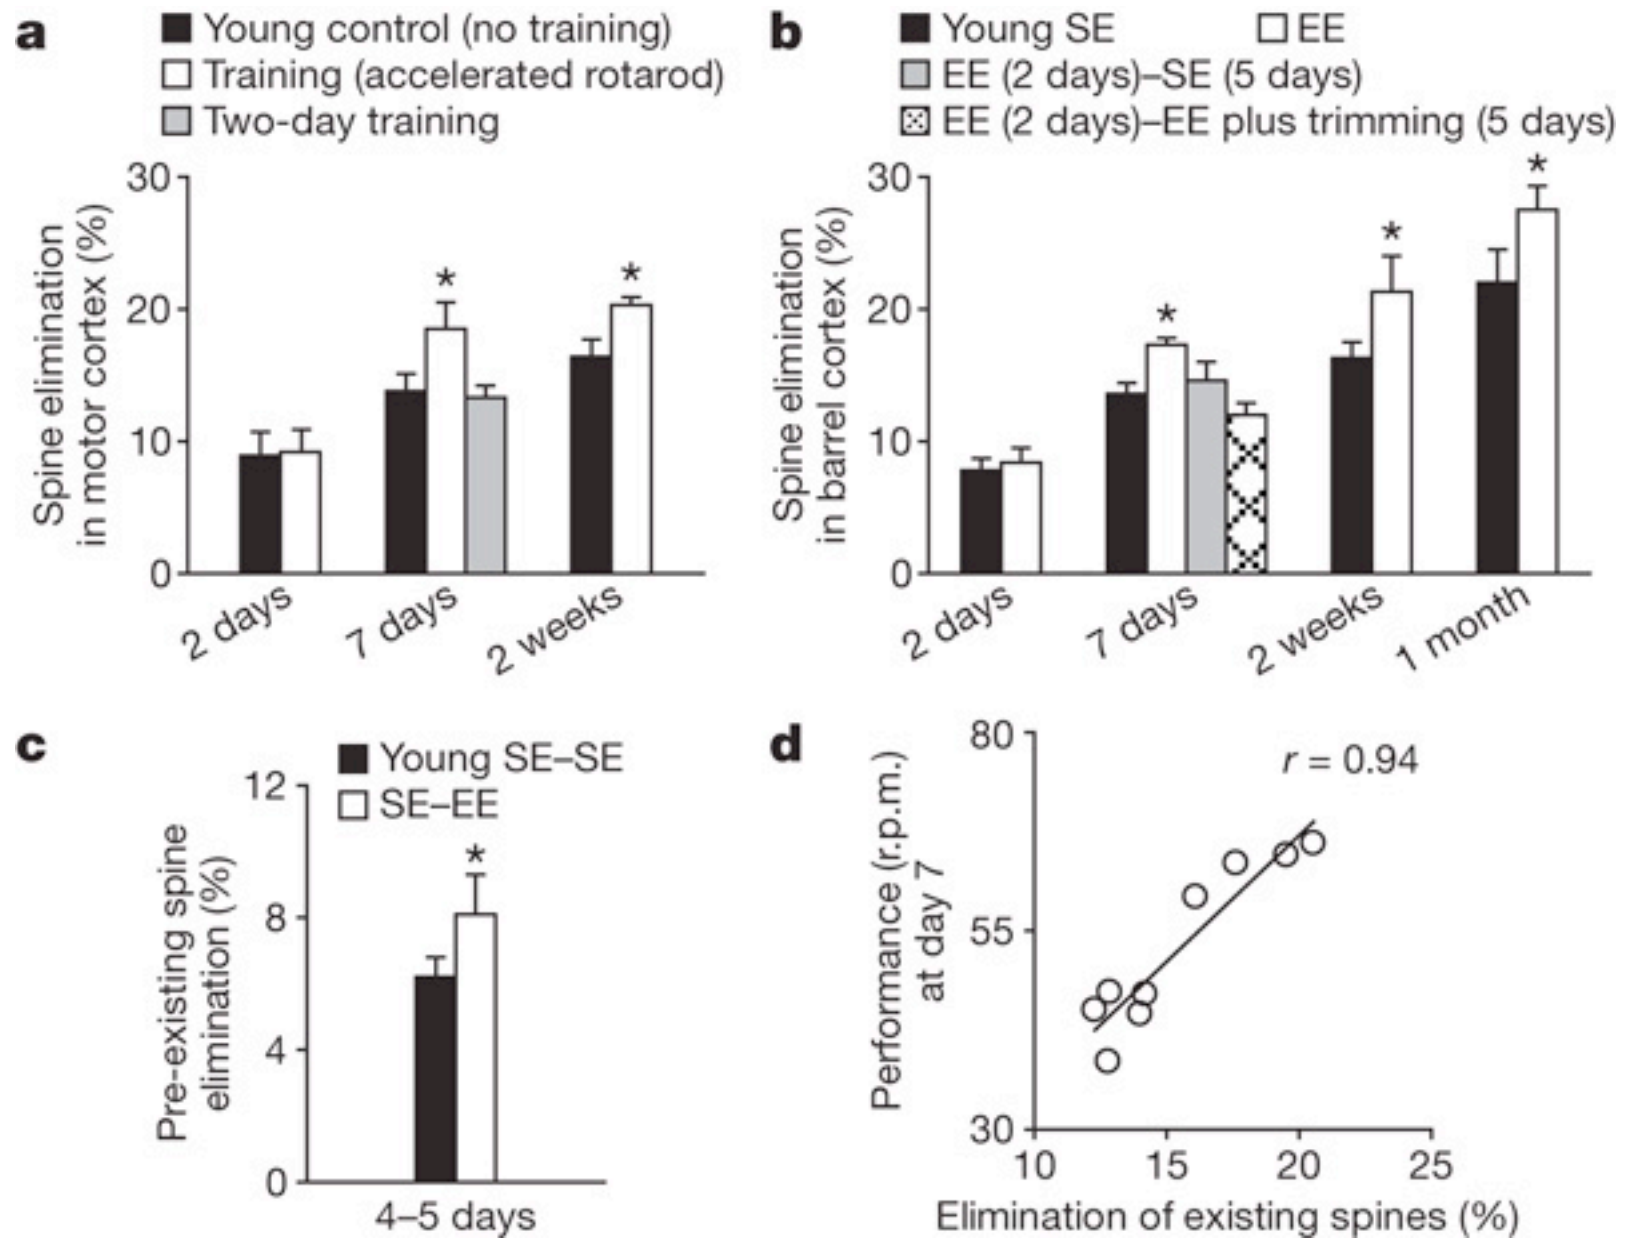 a
Young control (no training)
Training (accelerated rotarod)
Two-day training
Spine elimination
in motor cortex (%)
30
20
10
0
*
*
2 days
7 days
2 weeks
b
Young SE
EE
EE (2 days)–SE (5 days)
EE (2 days)–EE plus trimming (5 days)
Spine elimination
in barrel cortex (%)
30
20
10
0
*
*
*
2 days
7 days
2 weeks
1 month
c
Young SE–SE
SE–EE
Pre-existing spine
elimination (%)
12
8
4
0
*
4–5 days
d
Performance (r.p.m.)
at day 7
80
55
30
r = 0.94
10
15
20
25
Elimination of existing spines (%)